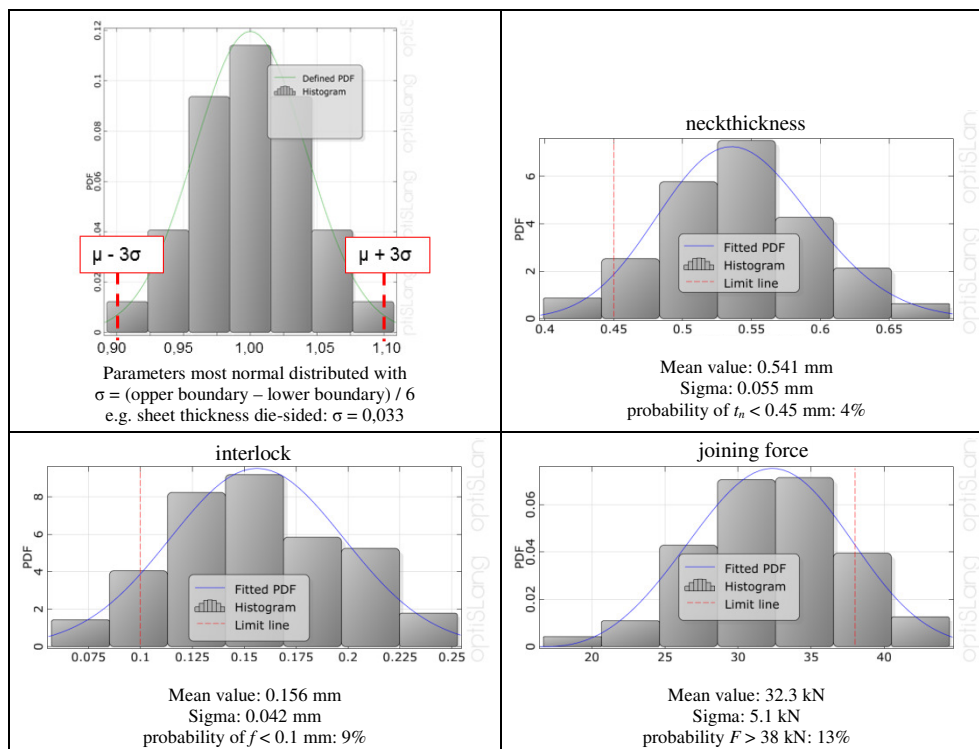 0.12
0.1
0.08
PDF
0.06
0.04
0.02
0
Defined PDF
Histogram
optiSLang optiSLang
μ - 3σ
μ + 3σ
0,90 0,95 1,00 1,05 1,10
Parameters most normal distributed with
σ = (opper boundary – lower boundary) / 6
e.g. sheet thickness die-sided: σ = 0,033
neckthickness
6
4
2
0
PDF
Fitted PDF
Histogram
Limit line
0.4 0.45 0.5 0.55 0.6 0.65
optiSLan
Mean value: 0.541 mm
Sigma: 0.055 mm
probability of tn < 0.45 mm: 4%
interlock
8
6
4
2
0
PDF
Fitted PDF
Histogram
Limit line
0.075 0.1 0.125 0.15 0.175 0.2 0.225 0.25
optiSLang optiSLan
Mean value: 0.156 mm
Sigma: 0.042 mm
probability of f < 0.1 mm: 9%
joining force
0.06
0.04
0.02
0
PDF
Fitted PDF
Histogram
Limit line
20 25 30 35 40
optiSLang optiSLan
Mean value: 32.3 kN
Sigma: 5.1 kN
probability F > 38 kN: 13%